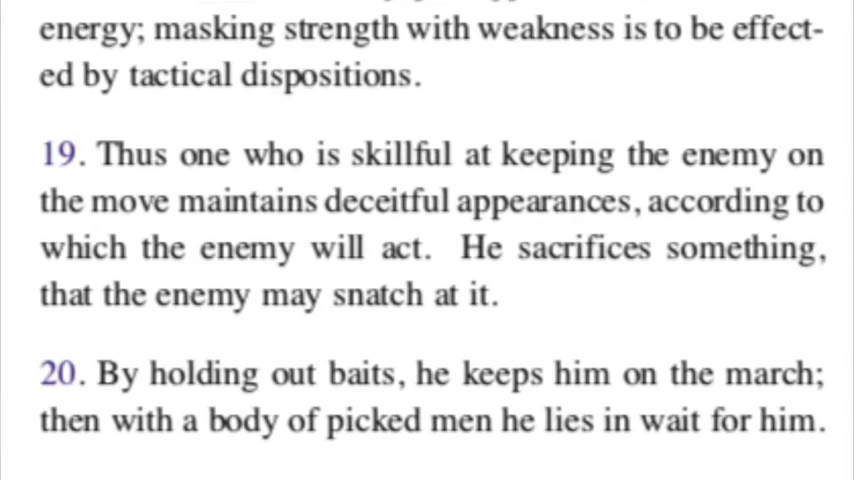 energy; masking strength with weakness is to be effect-
ed by tactical dispositions.
19. Thus one who is skillful at keeping the enemy on
the move maintains deceitful appearances, according to
which the enemy will act. He sacrifices something,
that the enemy may snatch at it.
20. By holding out baits, he keeps him on the march;
then with a body of picked men he lies in wait for him.